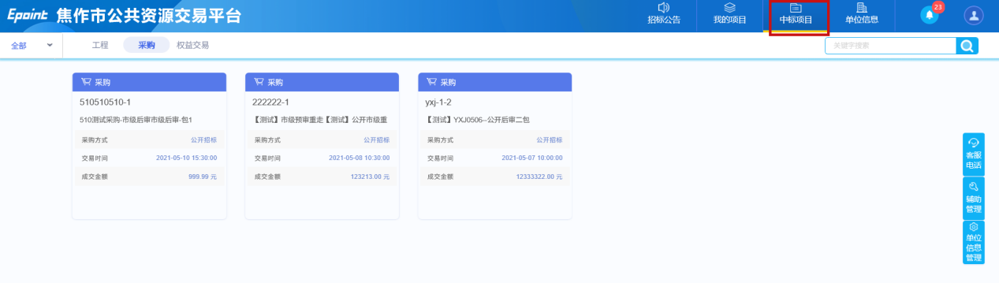 Epoint 焦作市公共资源交易平台
招标公告 我的项目 中标项目 单位信息 23
全部 工程 采购 权益交易 关键字搜索
采购
510510510-1
510测试采购-市级后审市级后审-包1
采购方式 公开招标
交易时间 2021-05-10 15:30:00
成交金额 999.99 元
采购
222222-1
【测试】市级预审重走【测试】公开市级重
采购方式 公开招标
交易时间 2021-05-08 10:30:00
成交金额 123213.00 元
采购
yxj-1-2
【测试】YXJ0506--公开后审二包
采购方式 公开招标
交易时间 2021-05-07 10:00:00
成交金额 12333322.00 元
客服
电话
辅助
管理
单位
信息
管理